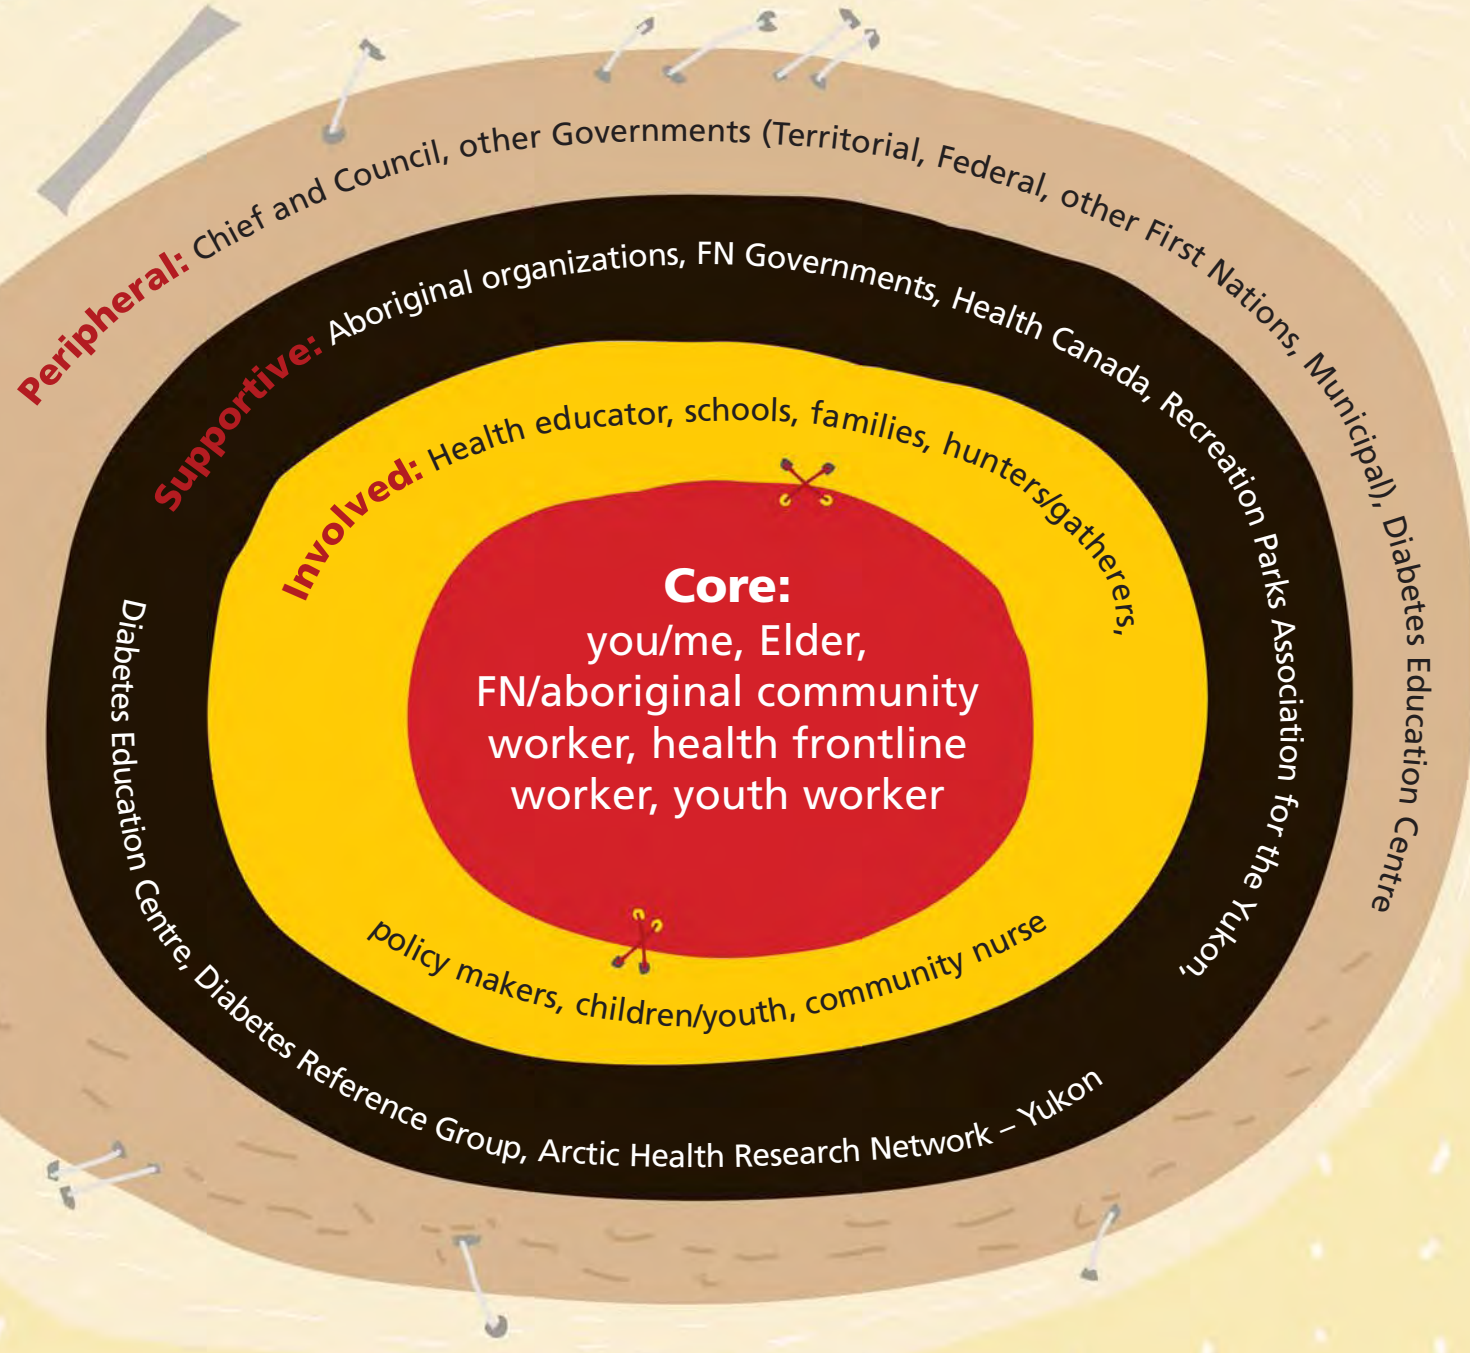 Peripheral: Chief and Council, other Governments (Territorial, Federal, other First Nations, Municipal), Diabetes Education Centre
Supportive: Aboriginal organizations, FN Governments, Health Canada, Recreation Parks Association for the Yukon,
Diabetes Education Centre, Diabetes Reference Group, Arctic Health Research Network – Yukon
Involved: Health educator, schools, families, hunters/gatherers,
policy makers, children/youth, community nurse
Core:
you/me, Elder,
FN/aboriginal community
worker, health frontline
worker, youth worker